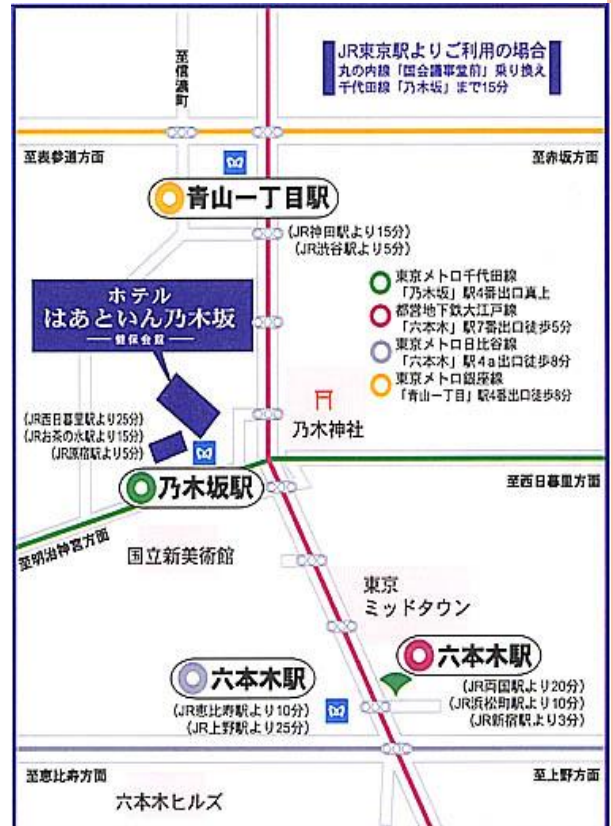 JR東京駅よりご利用の場合
丸の内線「国会議事堂前」乗り換え
千代田線「乃木坂」まで15分
至信濃町
至表参道方面
至赤坂方面
青山一丁目駅
(JR神田駅より15分)
(JR渋谷駅より5分)
ホテル
はあといん乃木坂
健保会館
東京メトロ千代田線
「乃木坂」駅4番出口真上
都営地下鉄大江戸線
「六本木」駅7番出口徒歩5分
東京メトロ日比谷線
「六本木」駅4a出口徒歩8分
東京メトロ銀座線
「青山一丁目」駅4番出口徒歩8分
(JR西日暮里駅より25分)
(JRお茶の水駅より15分)
(JR原宿駅より5分)
乃木神社
乃木坂駅
至西日暮里方面
至明治神宮方面
国立新美術館
東京
ミッドタウン
六本木駅
(JR両国駅より20分)
(JR浜松町駅より10分)
(JR新宿駅より3分)
六本木駅
(JR恵比寿駅より10分)
(JR上野駅より25分)
至恵比寿方面
至上野方面
六本木ヒルズ